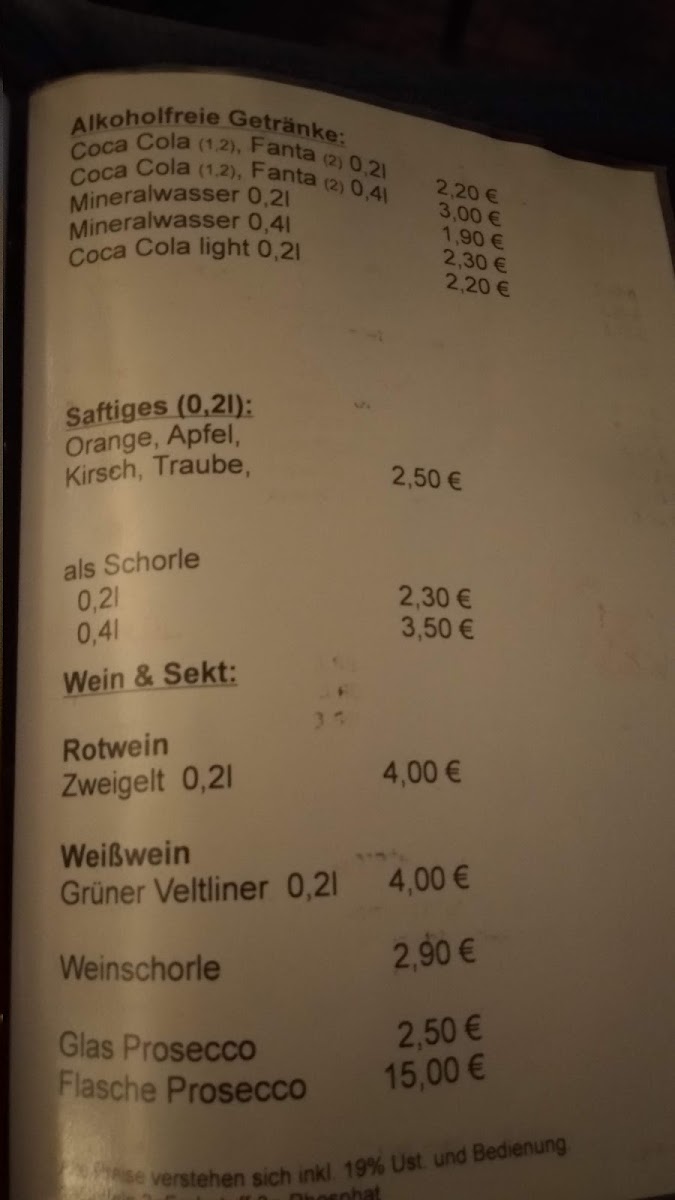 Alkoholfreie Getränke:
Coca Cola (1,2), Fanta (2) 0,2l 2,20 €
Coca Cola (1,2), Fanta (2) 0,4l 3,00 €
Mineralwasser 0,2l 1,90 €
Mineralwasser 0,4l 2,30 €
Coca Cola light 0,2l 2,20 €
Saftiges (0,2l):
Orange, Apfel,
Kirsch, Traube, 2,50 €
als Schorle
0,2l 2,30 €
0,4l 3,50 €
Wein & Sekt:
Rotwein
Zweigelt 0,2l 4,00 €
Weißwein
Grüner Veltliner 0,2l 4,00 €
Weinschorle 2,90 €
Glas Prosecco 2,50 €
Flasche Prosecco 15,00 €
Preise verstehen sich inkl. 19% Ust. und Bedienung
Phosphat